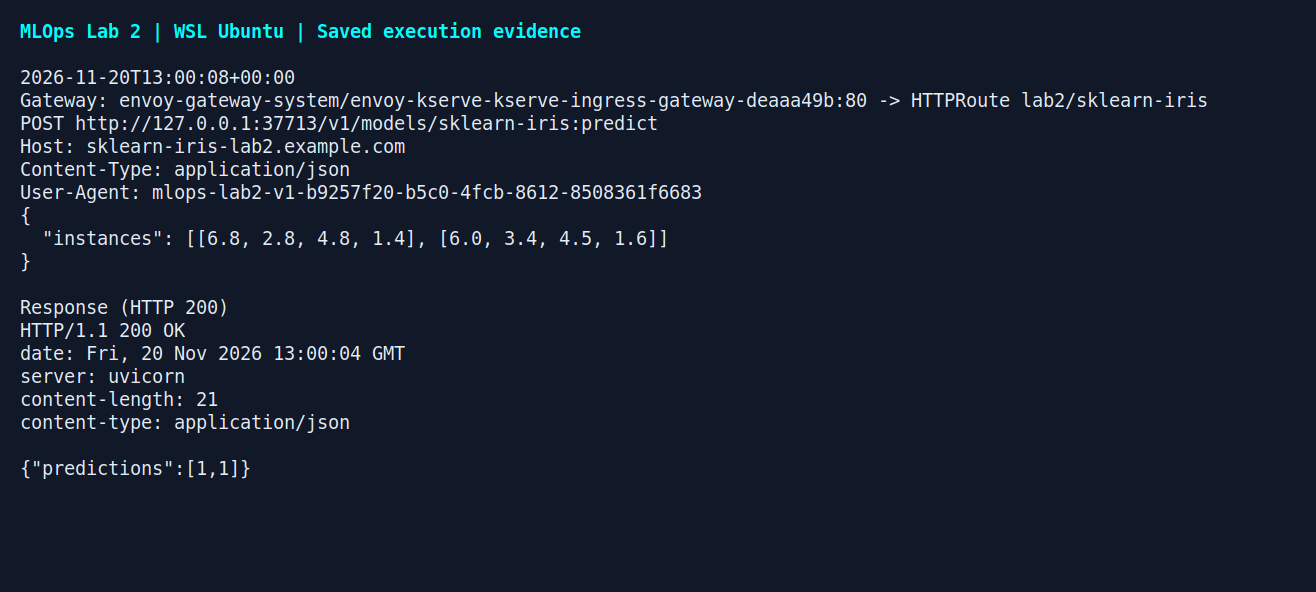 MLOps Lab 2 | WSL Ubuntu | Saved execution evidence
2026-11-20T13:00:08+00:00
Gateway: envoy-gateway-system/envoy-kserve-kserve-ingress-gateway-deaaa49b:80 -> HTTPRoute lab2/sklearn-iris
POST http://127.0.0.1:37713/v1/models/sklearn-iris:predict
Host: sklearn-iris-lab2.example.com
Content-Type: application/json
User-Agent: mlops-lab2-v1-b9257f20-b5c0-4fcb-8612-8508361f6683
{
  "instances": [[6.8, 2.8, 4.8, 1.4], [6.0, 3.4, 4.5, 1.6]]
}
Response (HTTP 200)
HTTP/1.1 200 OK
date: Fri, 20 Nov 2026 13:00:04 GMT
server: uvicorn
content-length: 21
content-type: application/json
{"predictions":[1,1]}